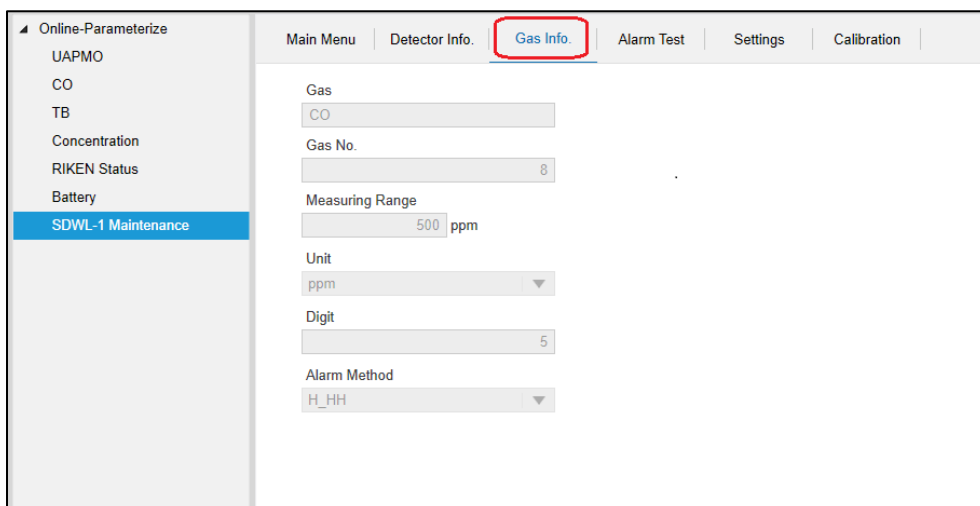 Online-Parameterize
UAPMO
CO
TB
Concentration
RIKEN Status
Battery
SDWL-1 Maintenance
Main Menu Detector Info. Gas Info. Alarm Test Settings Calibration
Gas
CO
Gas No.
8
Measuring Range
500 ppm
Unit
ppm
Digit
5
Alarm Method
H_HH